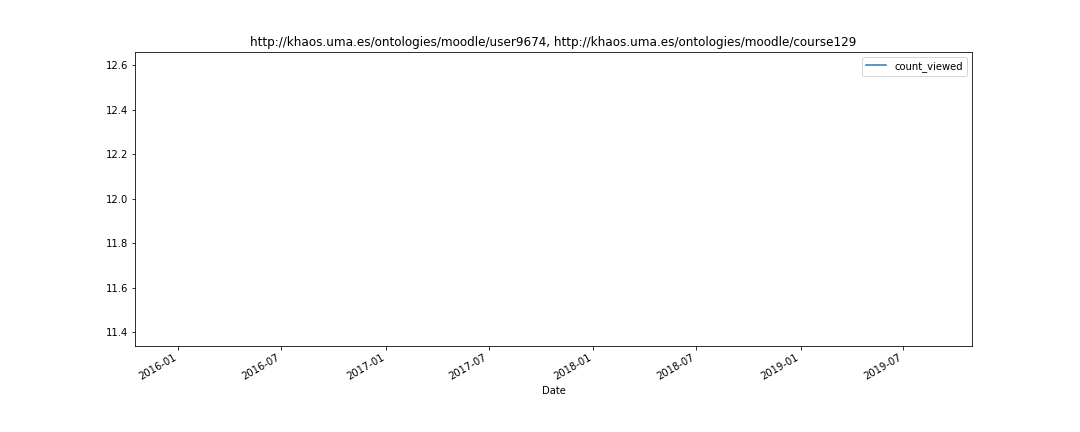 http://khaos.uma.es/ontologies/moodle/user9674, http://khaos.uma.es/ontologies/moodle/course129
count_viewed
12.6
12.4
12.2
12.0
11.8
11.6
11.4
2016-01 2016-07 2017-01 2017-07 2018-01 2018-07 2019-01 2019-07
Date